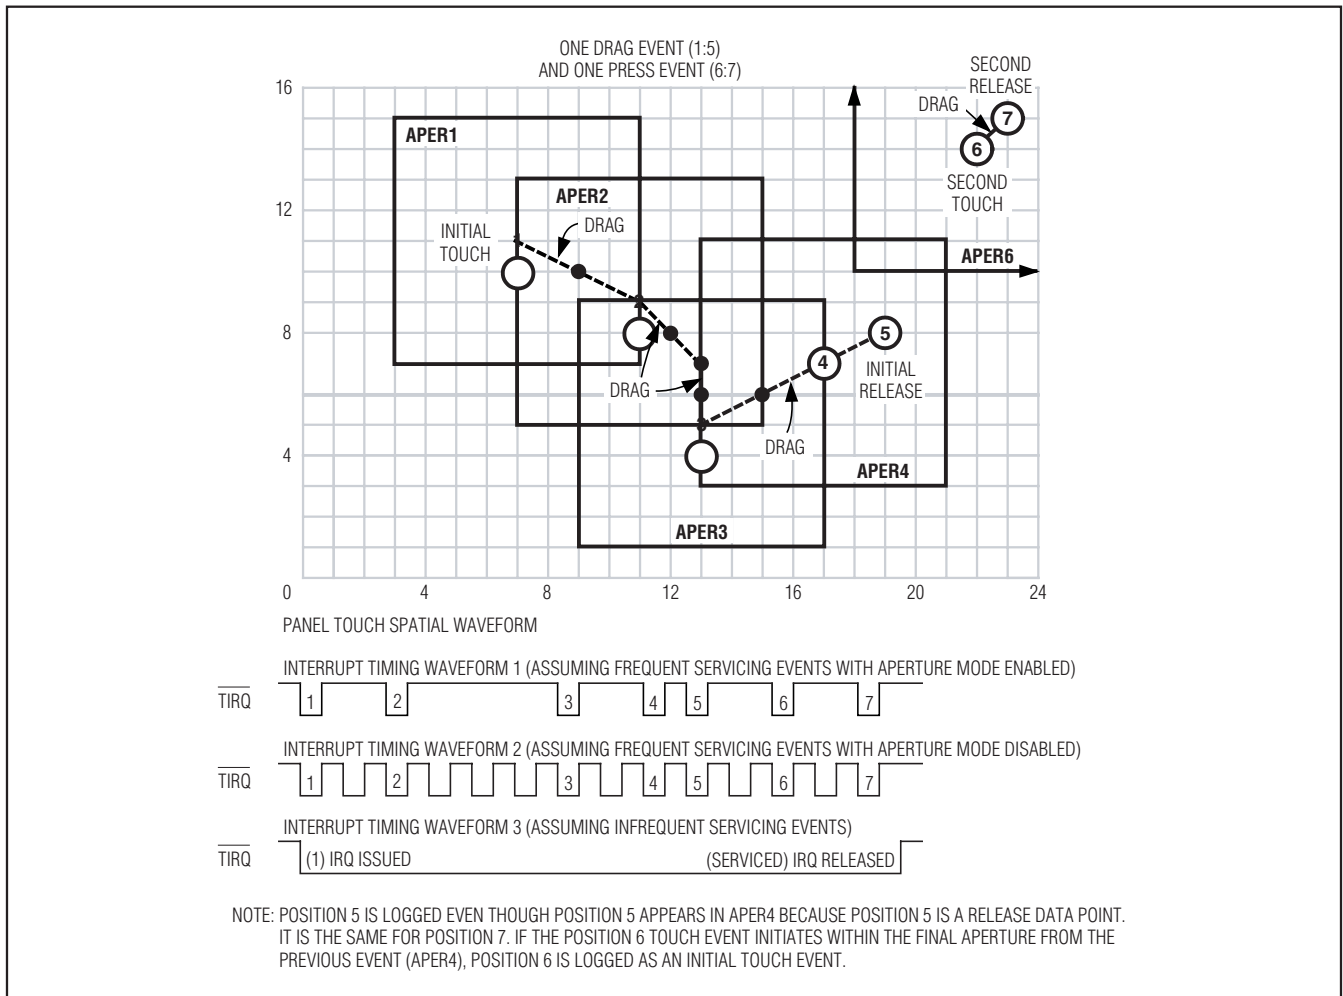 ONE DRAG EVENT (1:5)
AND ONE PRESS EVENT (6:7)
SECOND
RELEASE
DRAG
7
6
SECOND
TOUCH
16
12
8
4
0
4
8
12
16
20
24
APER1
APER2
DRAG
INITIAL
TOUCH
APER6
5
4
INITIAL
RELEASE
DRAG
DRAG
APER4
APER3
PANEL TOUCH SPATIAL WAVEFORM
INTERRUPT TIMING WAVEFORM 1 (ASSUMING FREQUENT SERVICING EVENTS WITH APERTURE MODE ENABLED)
TIRQ 1 2 3 4 5 6 7
INTERRUPT TIMING WAVEFORM 2 (ASSUMING FREQUENT SERVICING EVENTS WITH APERTURE MODE DISABLED)
TIRQ 1 2 3 4 5 6 7
INTERRUPT TIMING WAVEFORM 3 (ASSUMING INFREQUENT SERVICING EVENTS)
TIRQ (1) IRQ ISSUED (SERVICED) IRQ RELEASED
NOTE: POSITION 5 IS LOGGED EVEN THOUGH POSITION 5 APPEARS IN APER4 BECAUSE POSITION 5 IS A RELEASE DATA POINT.
IT IS THE SAME FOR POSITION 7. IF THE POSITION 6 TOUCH EVENT INITIATES WITHIN THE FINAL APERTURE FROM THE
PREVIOUS EVENT (APER4), POSITION 6 IS LOGGED AS AN INITIAL TOUCH EVENT.